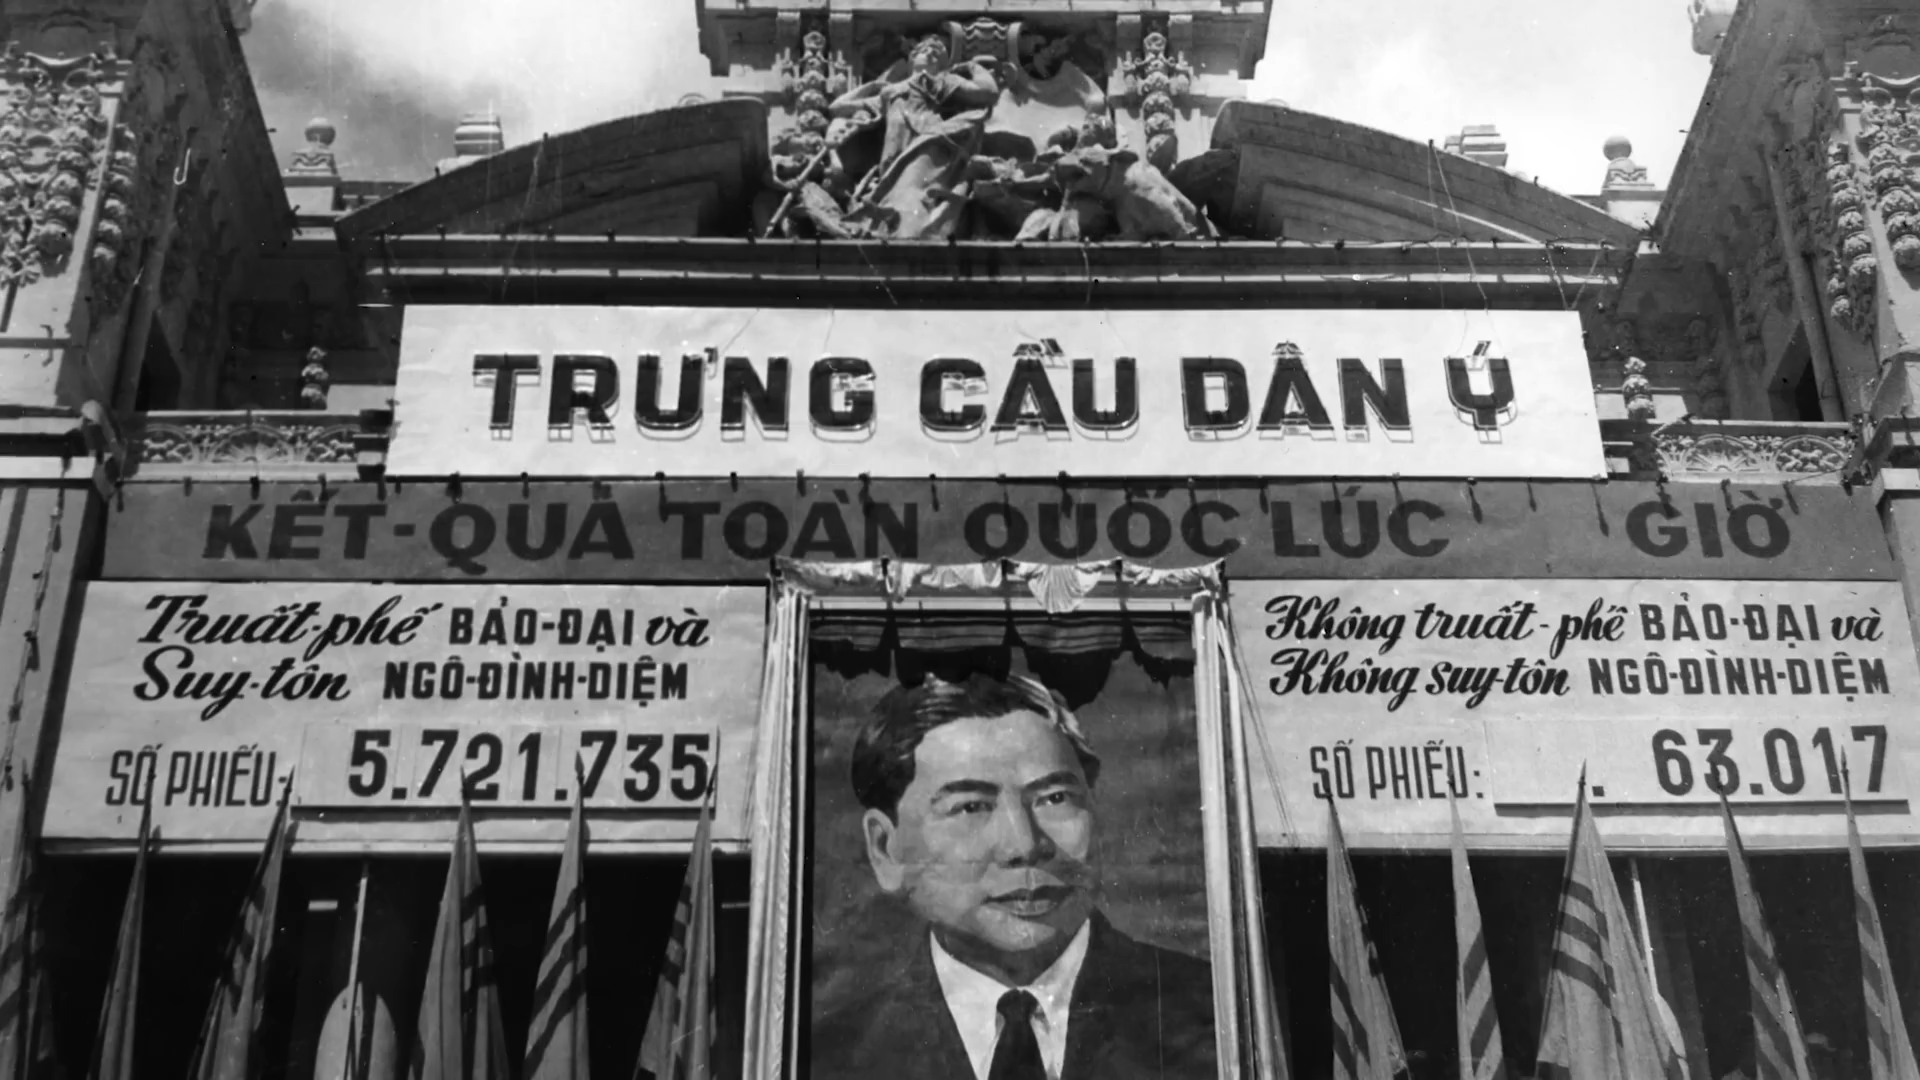 TRƯNG CẦU DÂN Ý
KẾT-QUẢ TOÀN QUỐC LÚC GIỜ
Truất-phế BẢO-ĐẠI và
Suy-tôn NGÔ-ĐÌNH-DIỆM
SỐ PHIẾU: 5.721.735
Không truất-phế BẢO-ĐẠI và
Không suy-tôn NGÔ-ĐÌNH-DIỆM
SỐ PHIẾU: . 63.017